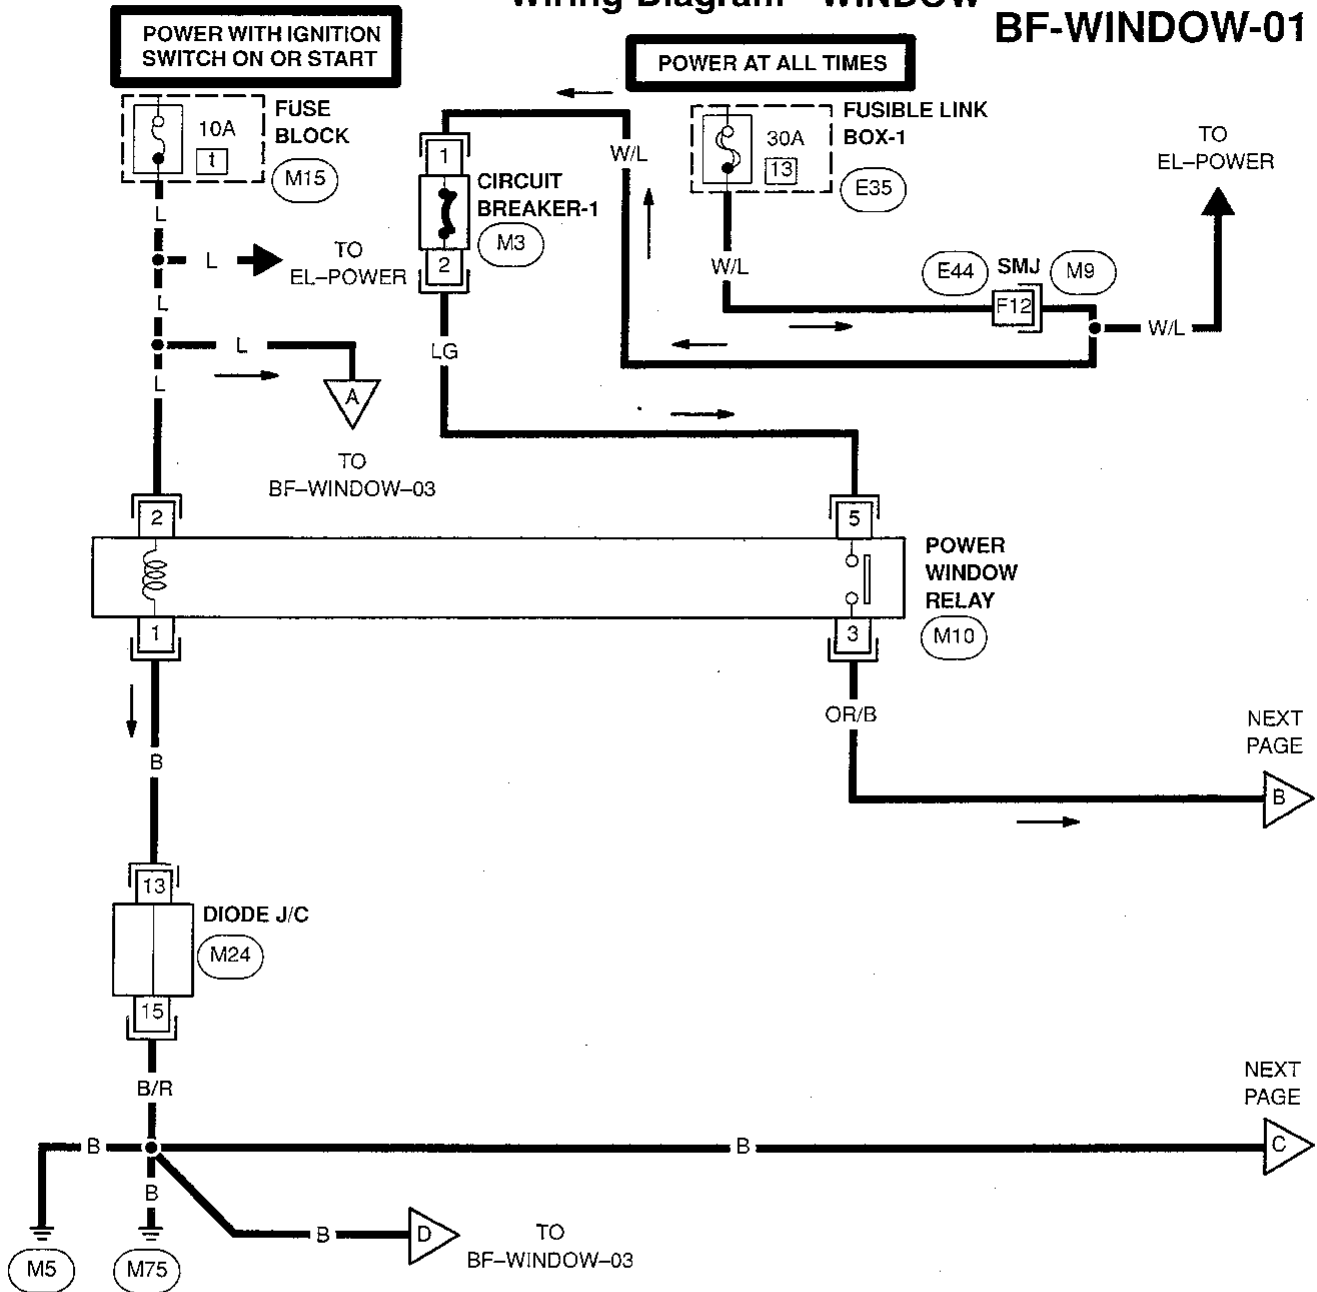 Wiring Diagram - WINDOW -
BF-WINDOW-01
POWER WITH IGNITION
SWITCH ON OR START
POWER AT ALL TIMES
FUSE
BLOCK
10A
M15
1
CIRCUIT
BREAKER-1
M3
2
W/L
30A
13
FUSIBLE LINK
BOX-1
E35
TO
EL-POWER
L
L
TO
EL-POWER
W/L
E44
SMJ
M9
F12
W/L
L
L
L
A
TO
BF-WINDOW-03
LG
2
5
POWER
WINDOW
RELAY
M10
1
3
OR/B
NEXT
PAGE
B
B
13
DIODE J/C
M24
15
B/R
NEXT
PAGE
B
B
C
B
B
D
TO
BF-WINDOW-03
M5
M75